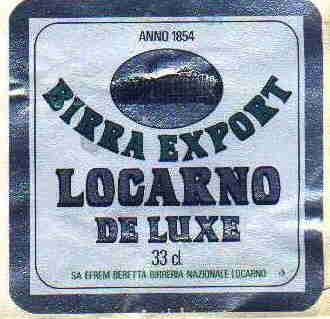 ANNO 1854
BIRRA EXPORT
LOCARNO
DE LUXE
33 cl
SA EFREM BERETTA BIRRERIA NAZIONALE LOCARNO